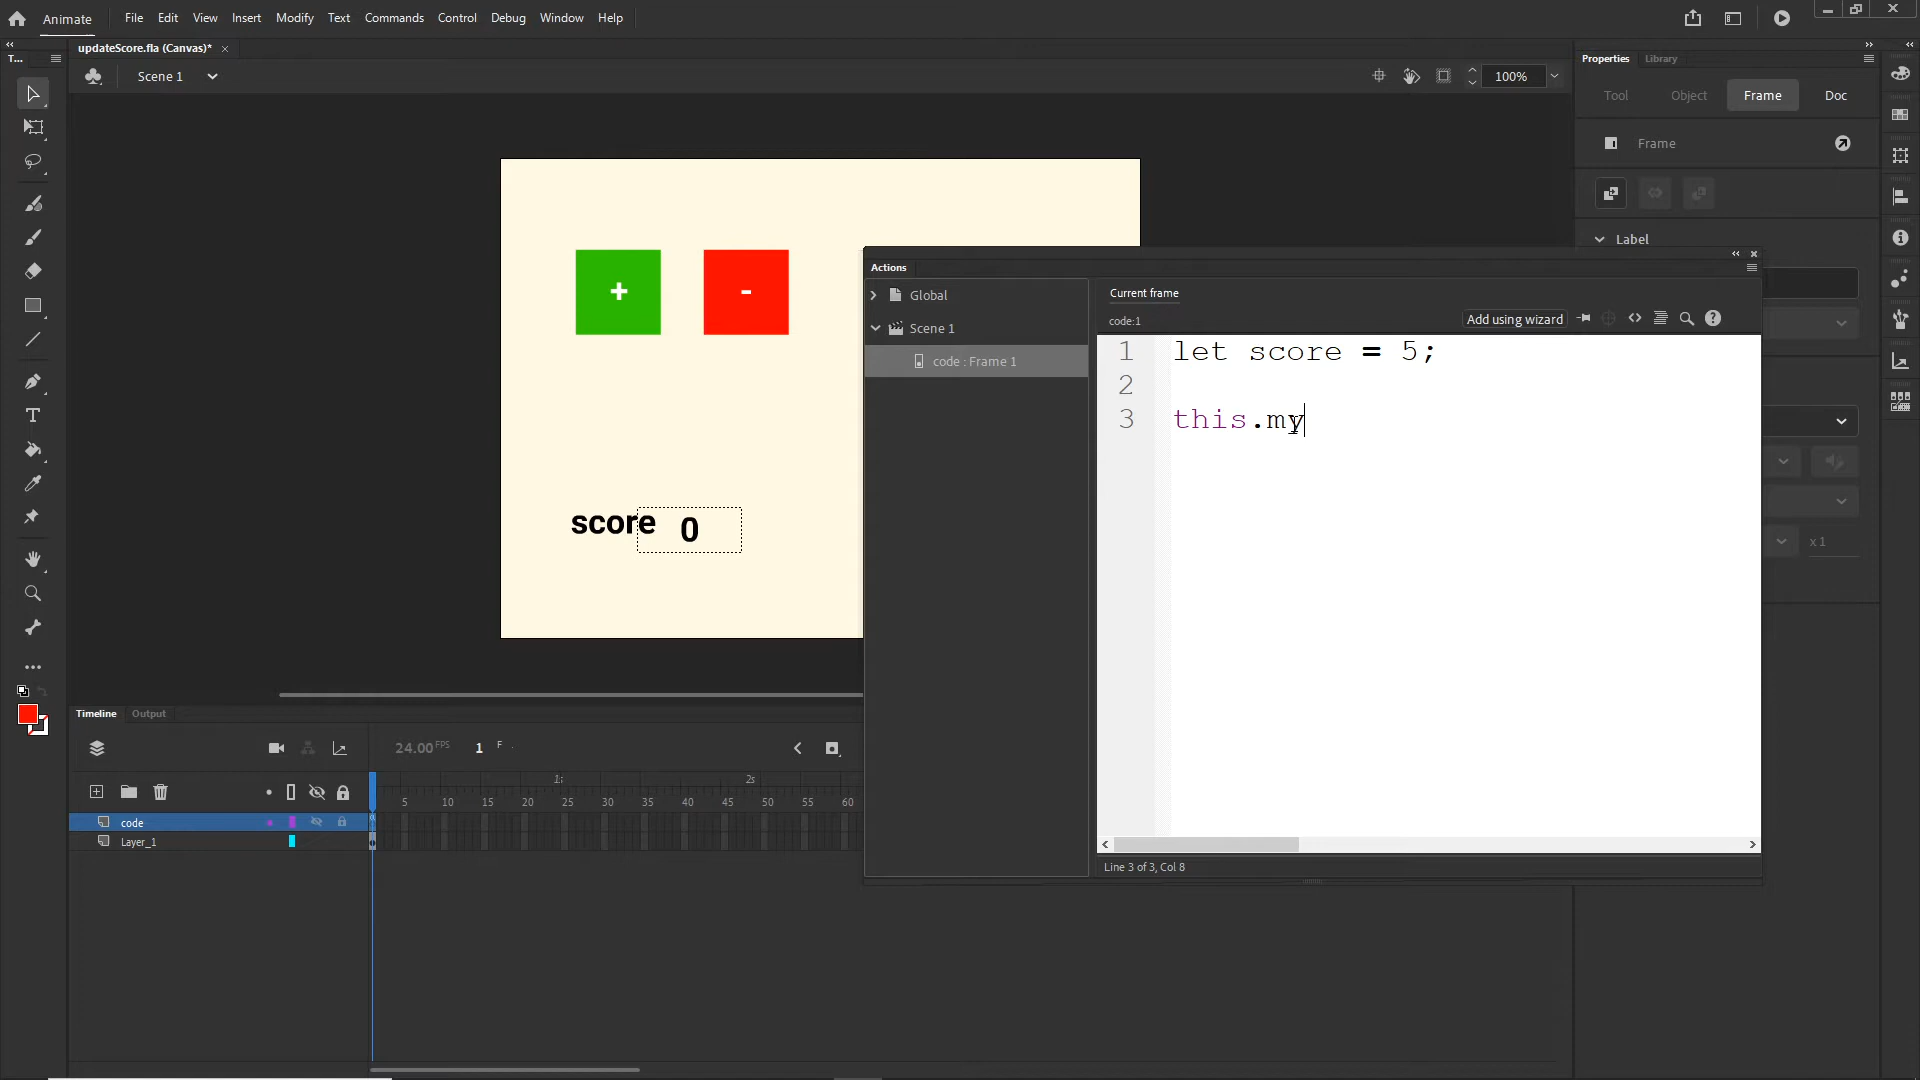 Animate File Edit View Insert Modify Text Commands Control Debug Window Help
updateScore.fla (Canvas)*
Scene 1
100%
T...
+ -
score 0
Actions
Global
Scene 1
code : Frame 1
Current frame
code:1
Add using wizard
1 let score = 5;
2
3 this.my
Line 3 of 3, Col 8
Properties Library
Tool Object Frame Doc
Frame
Label
x 1
Timeline Output
24.00 FPS 1 F
1s 2s
5 10 15 20 25 30 35 40 45 50 55 60
code
Layer_1